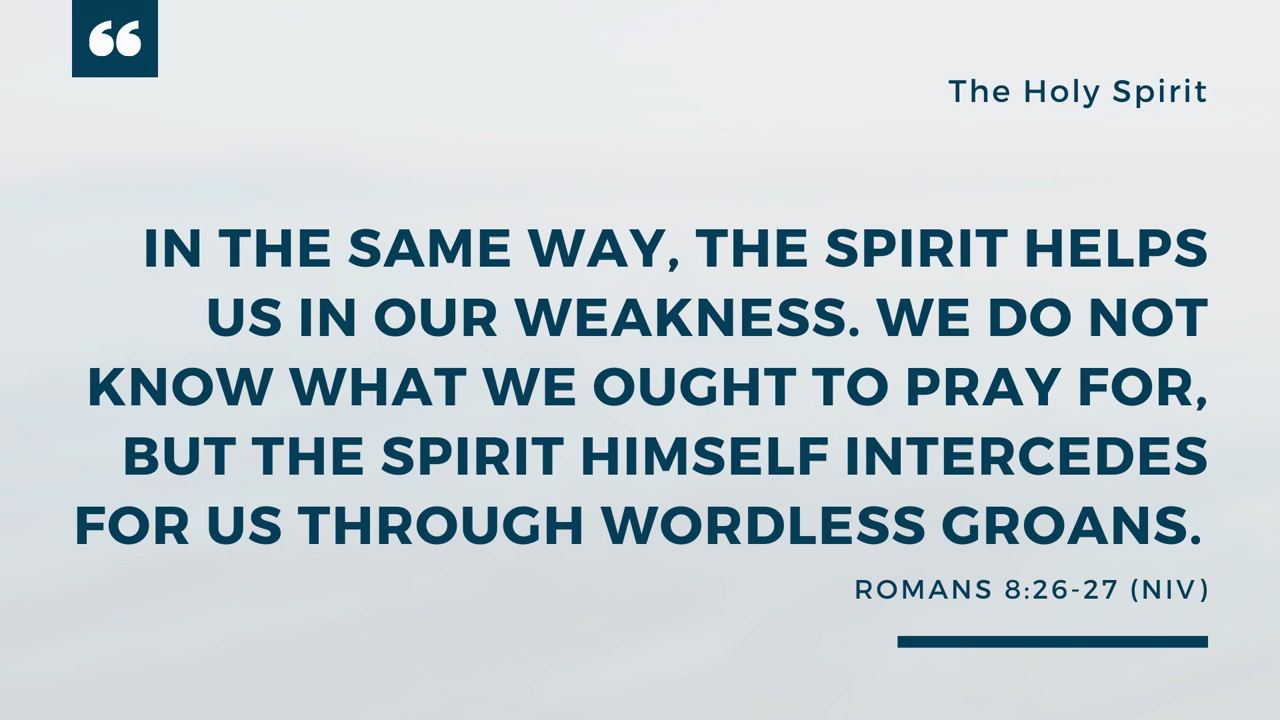 “
The Holy Spirit
IN THE SAME WAY, THE SPIRIT HELPS
US IN OUR WEAKNESS. WE DO NOT
KNOW WHAT WE OUGHT TO PRAY FOR,
BUT THE SPIRIT HIMSELF INTERCEDES
FOR US THROUGH WORDLESS GROANS.
ROMANS 8:26-27 (NIV)